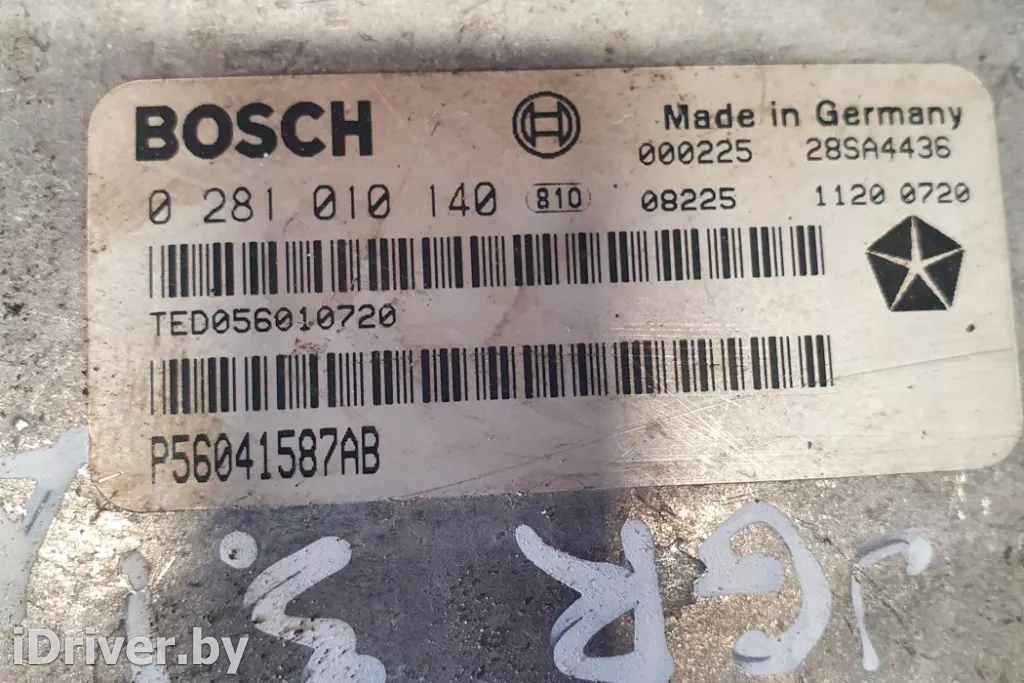 BOSCH Made in Germany
000225 28SA4436
0 281 010 140 810 08225 1120 0720
TED056010720
P56041587AB
iDriver.by